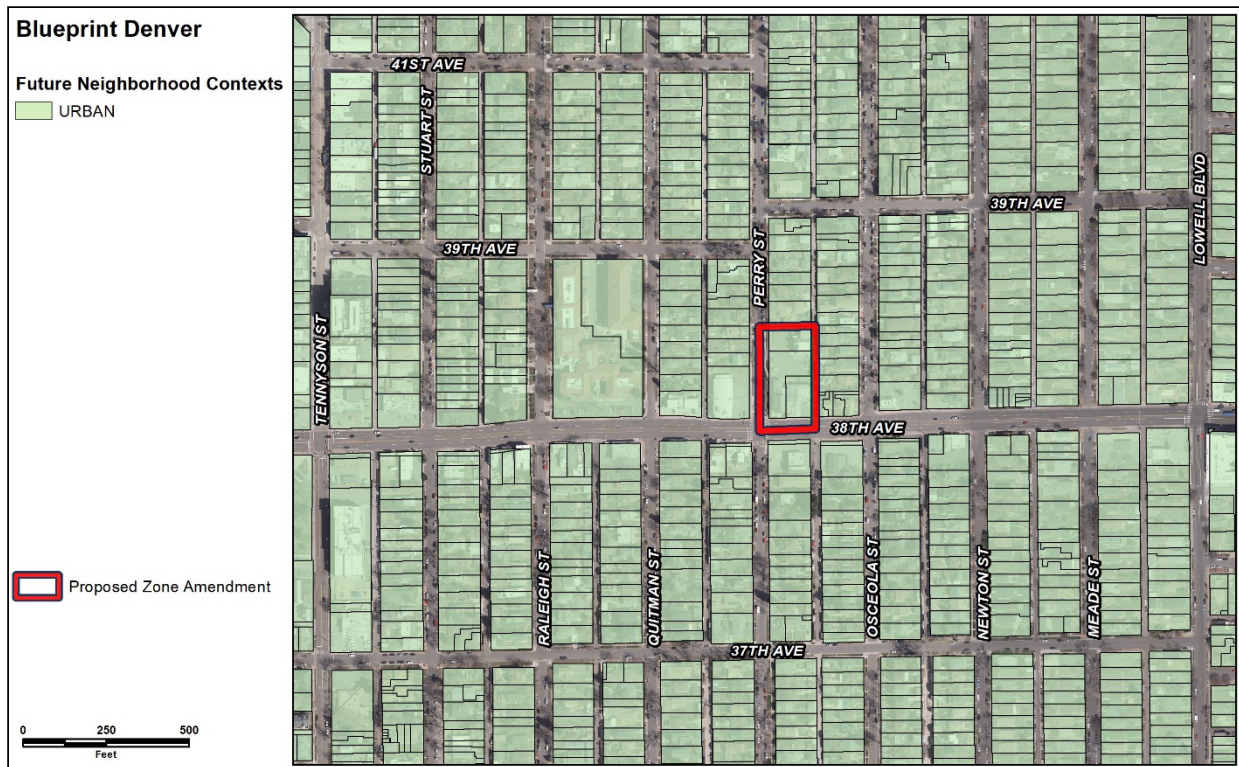 Blueprint Denver
Future Neighborhood Contexts
URBAN
41ST AVE
STUART ST
39TH AVE
39TH AVE
LOWELL BLVD
PERRY ST
TENNYSON ST
38TH AVE
RALEIGH ST
QUITMAN ST
OSCEOLA ST
NEWTON ST
MEADE ST
37TH AVE
Proposed Zone Amendment
0 250 500
Feet